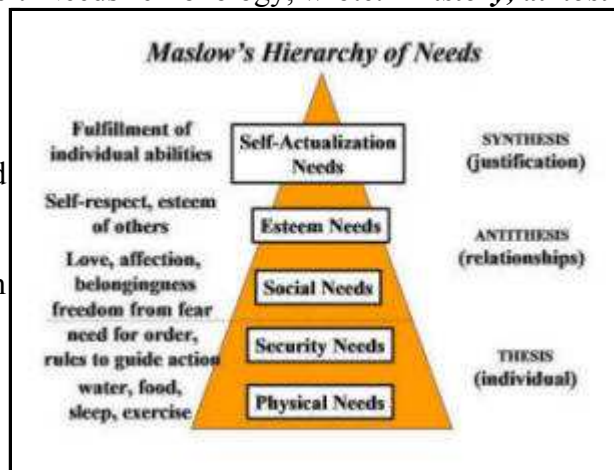 Maslow's Hierarchy of Needs
Fulfillment of
individual abilities
Self-Actualization
Needs
SYNTHESIS
(justification)
Self-respect, esteem
of others
Esteem Needs
ANTITHESIS
(relationships)
Love, affection,
belongingness
freedom from fear
Social Needs
need for order,
rules to guide action
Security Needs
THESIS
(individual)
water, food,
sleep, exercise
Physical Needs